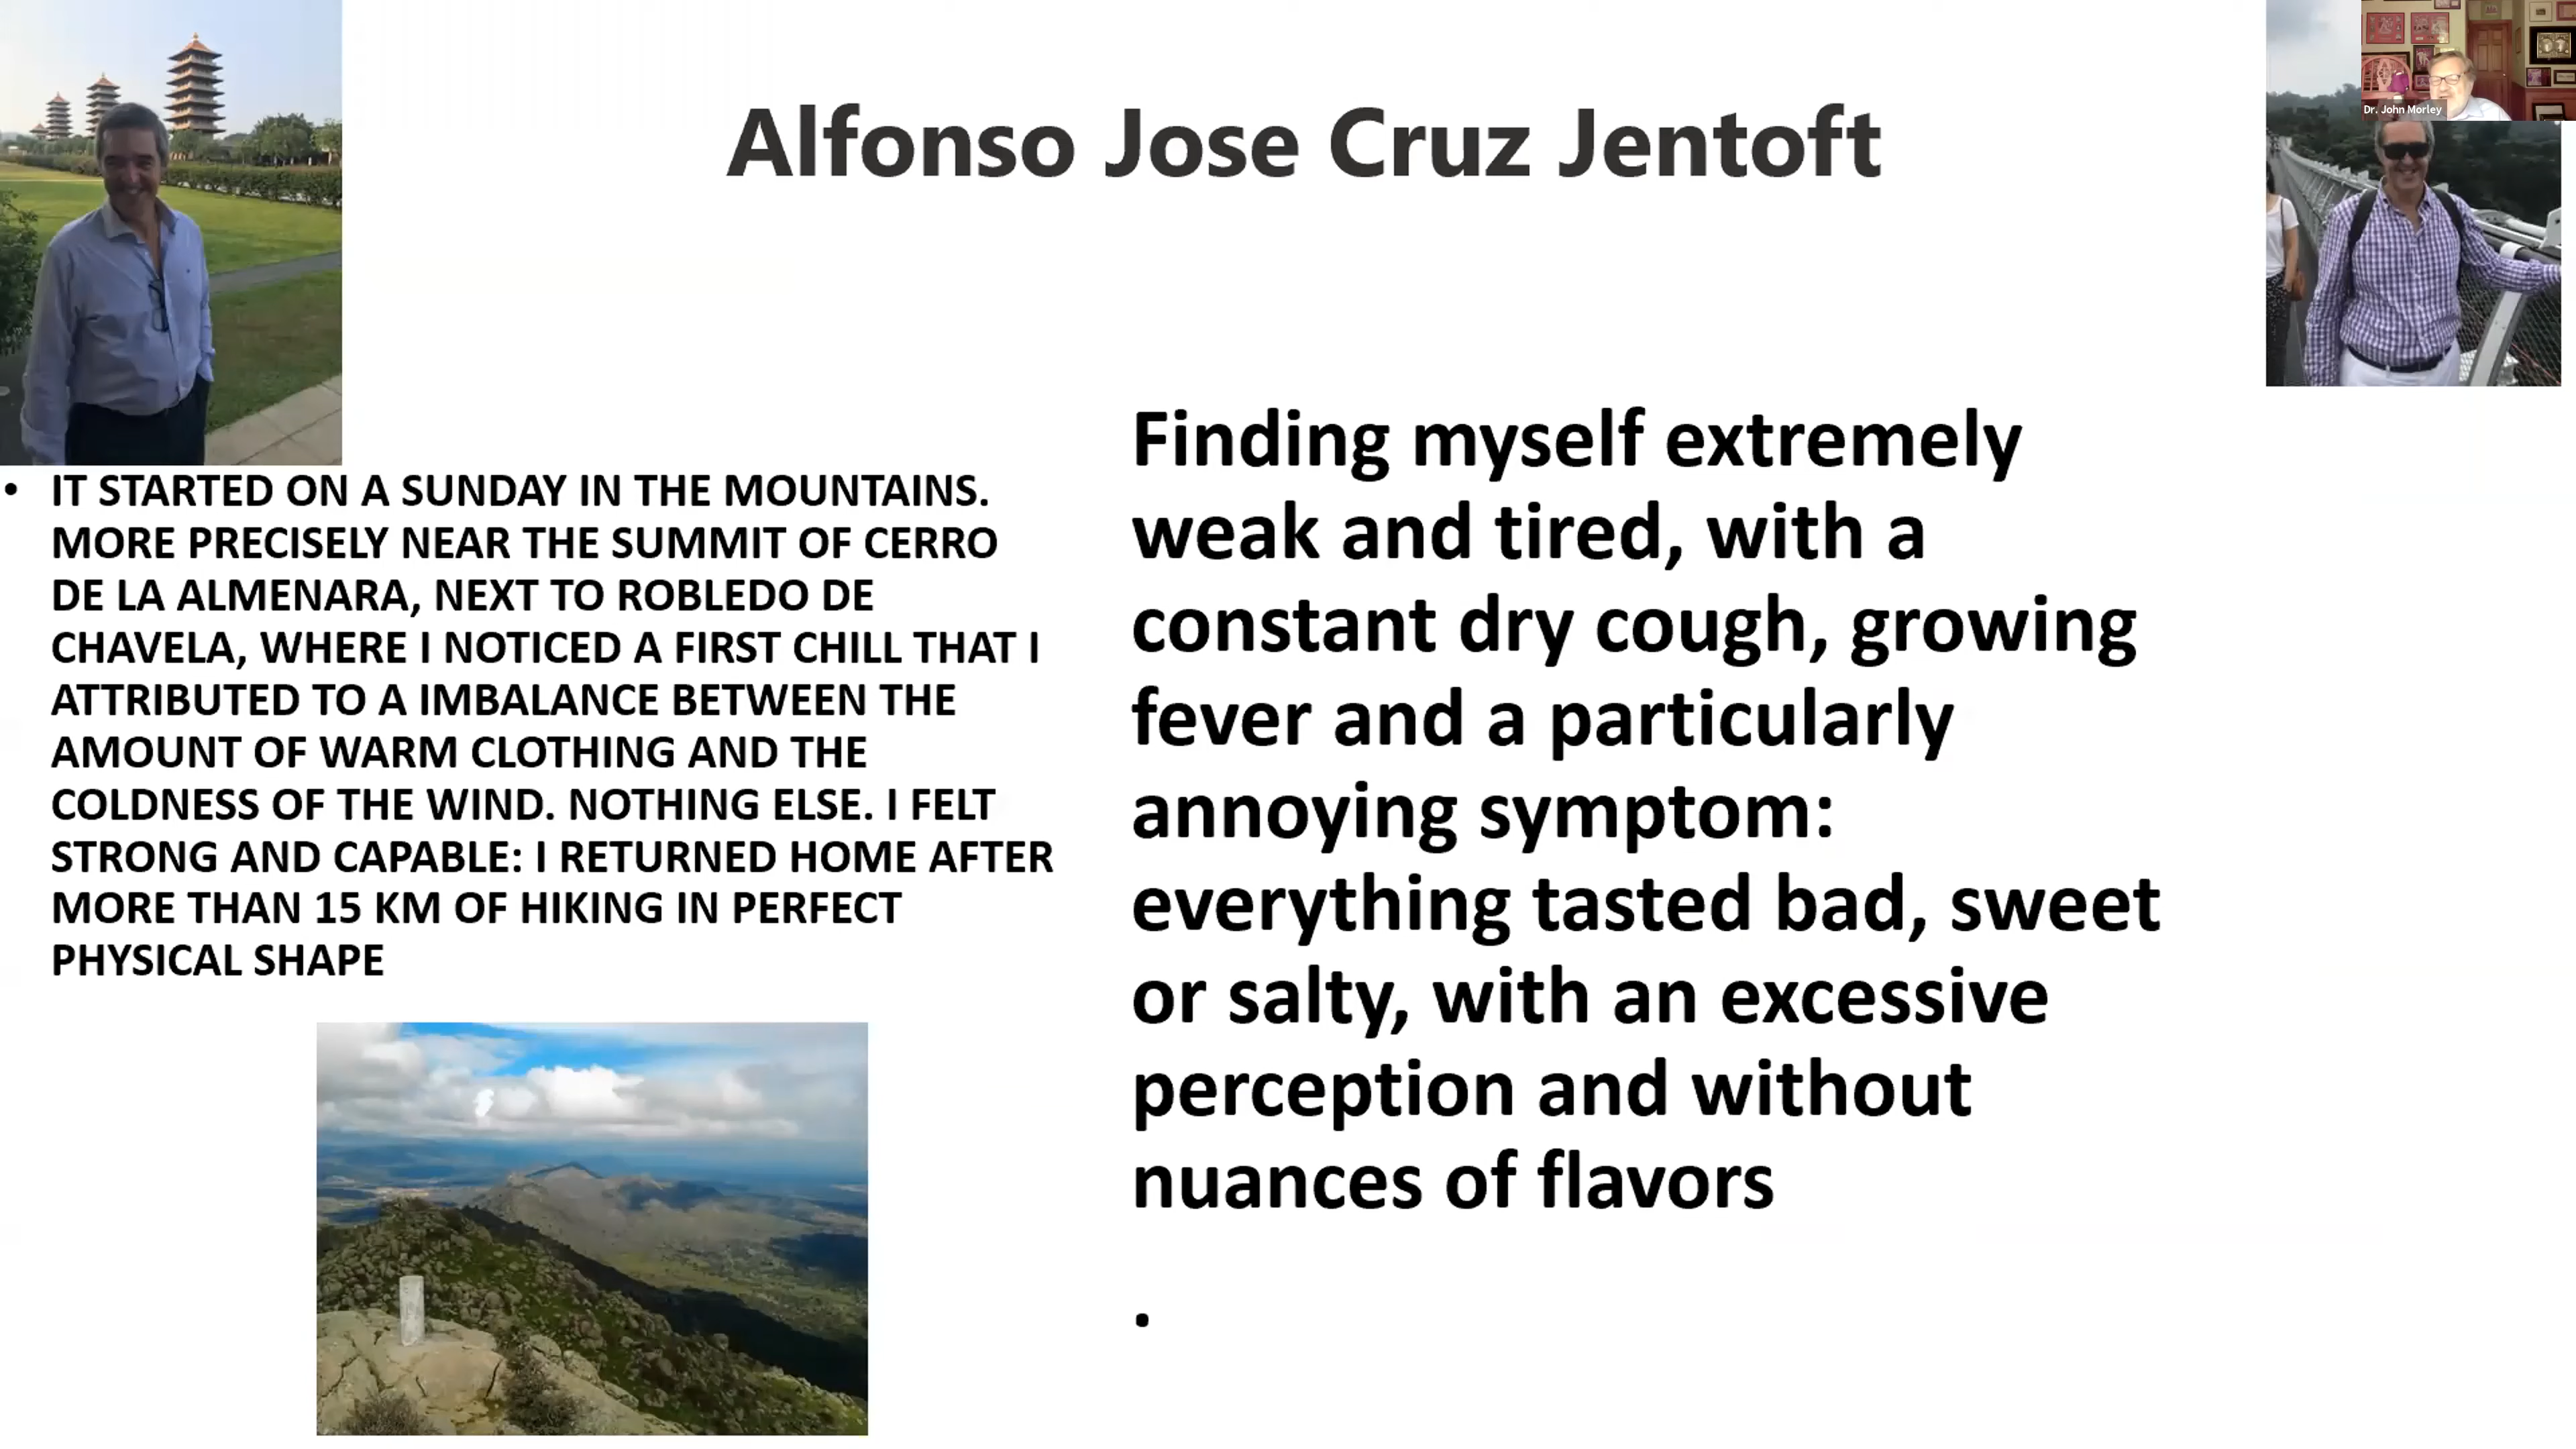 Dr. John Morley
Alfonso Jose Cruz Jentoft
• IT STARTED ON A SUNDAY IN THE MOUNTAINS.
MORE PRECISELY NEAR THE SUMMIT OF CERRO
DE LA ALMENARA, NEXT TO ROBLEDO DE
CHAVELA, WHERE I NOTICED A FIRST CHILL THAT I
ATTRIBUTED TO A IMBALANCE BETWEEN THE
AMOUNT OF WARM CLOTHING AND THE
COLDNESS OF THE WIND. NOTHING ELSE. I FELT
STRONG AND CAPABLE: I RETURNED HOME AFTER
MORE THAN 15 KM OF HIKING IN PERFECT
PHYSICAL SHAPE
Finding myself extremely
weak and tired, with a
constant dry cough, growing
fever and a particularly
annoying symptom:
everything tasted bad, sweet
or salty, with an excessive
perception and without
nuances of flavors
.